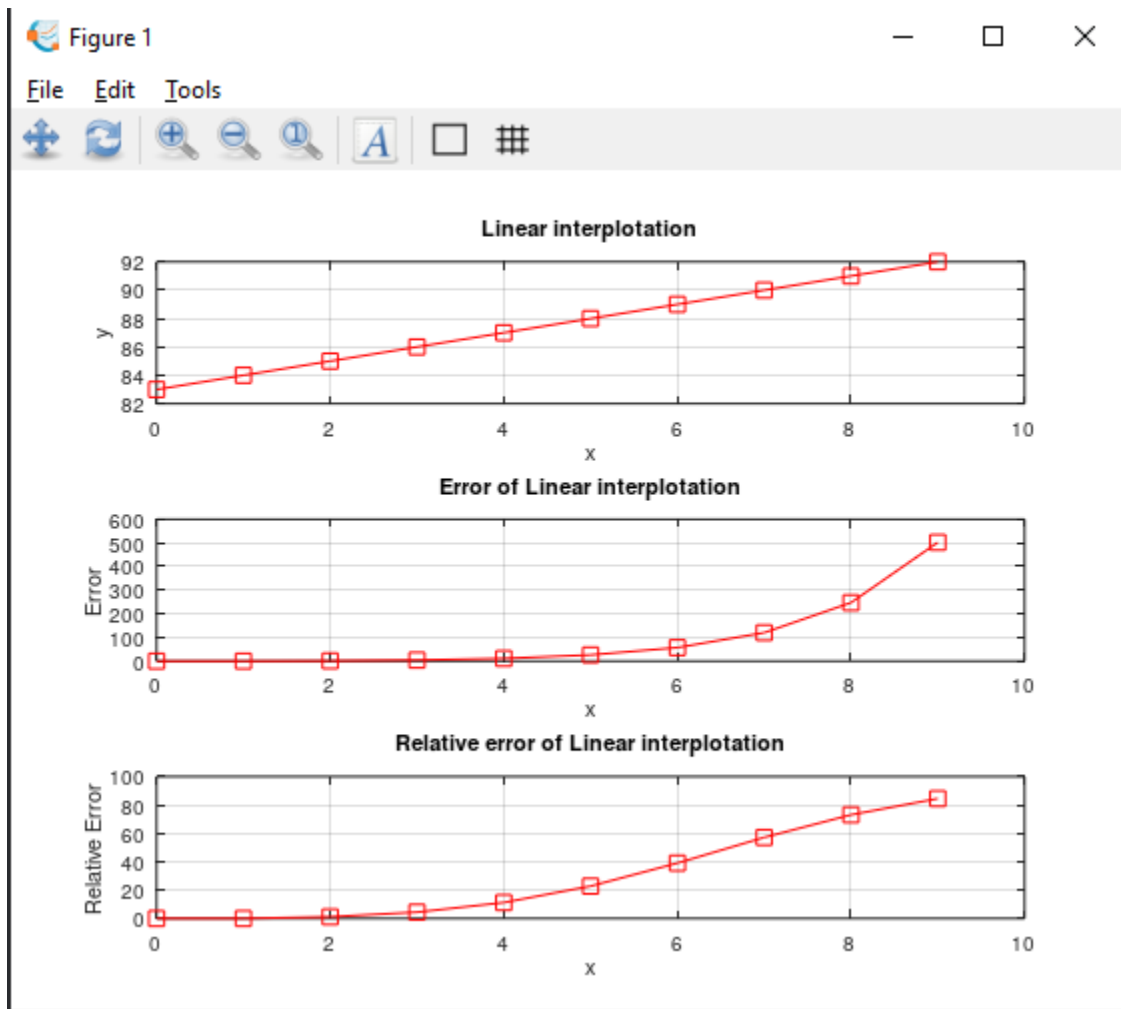 Figure 1
File Edit Tools
A
Linear interplotation
92
90
88
86
84
82
y
0 2 4 6 8 10
x
Error of Linear interplotation
600
500
400
300
200
100
0
Error
0 2 4 6 8 10
x
Relative error of Linear interplotation
100
80
60
40
20
0
Relative Error
0 2 4 6 8 10
x